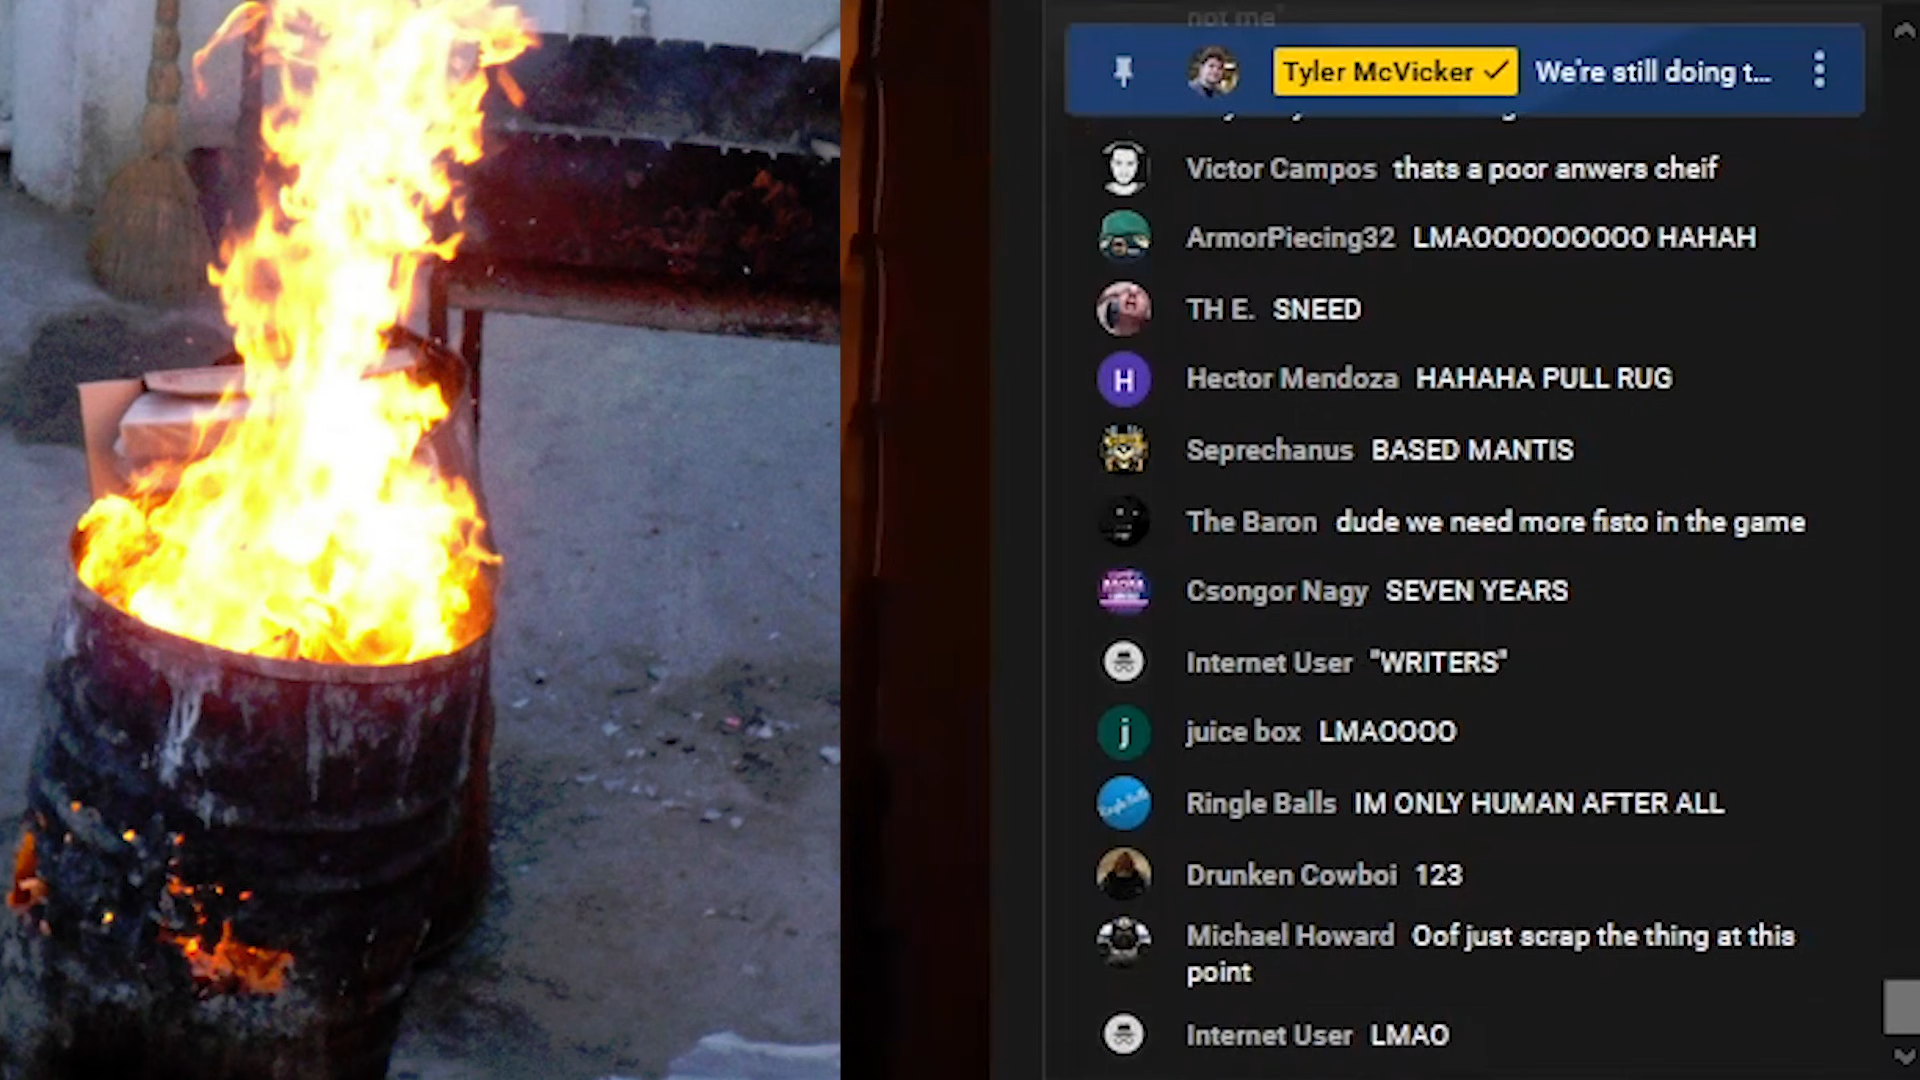 not me"
Tyler McVicker We're still doing t...
Victor Campos thats a poor anwers cheif
ArmorPiecing32 LMAOOOOOOOOO HAHAH
TH E. SNEED
H Hector Mendoza HAHAHA PULL RUG
Seprechanus BASED MANTIS
The Baron dude we need more fisto in the game
Csongor Nagy SEVEN YEARS
Internet User "WRITERS"
j juice box LMAOOOO
Ringle Balls IM ONLY HUMAN AFTER ALL
Drunken Cowboi 123
Michael Howard Oof just scrap the thing at this
point
Internet User LMAO